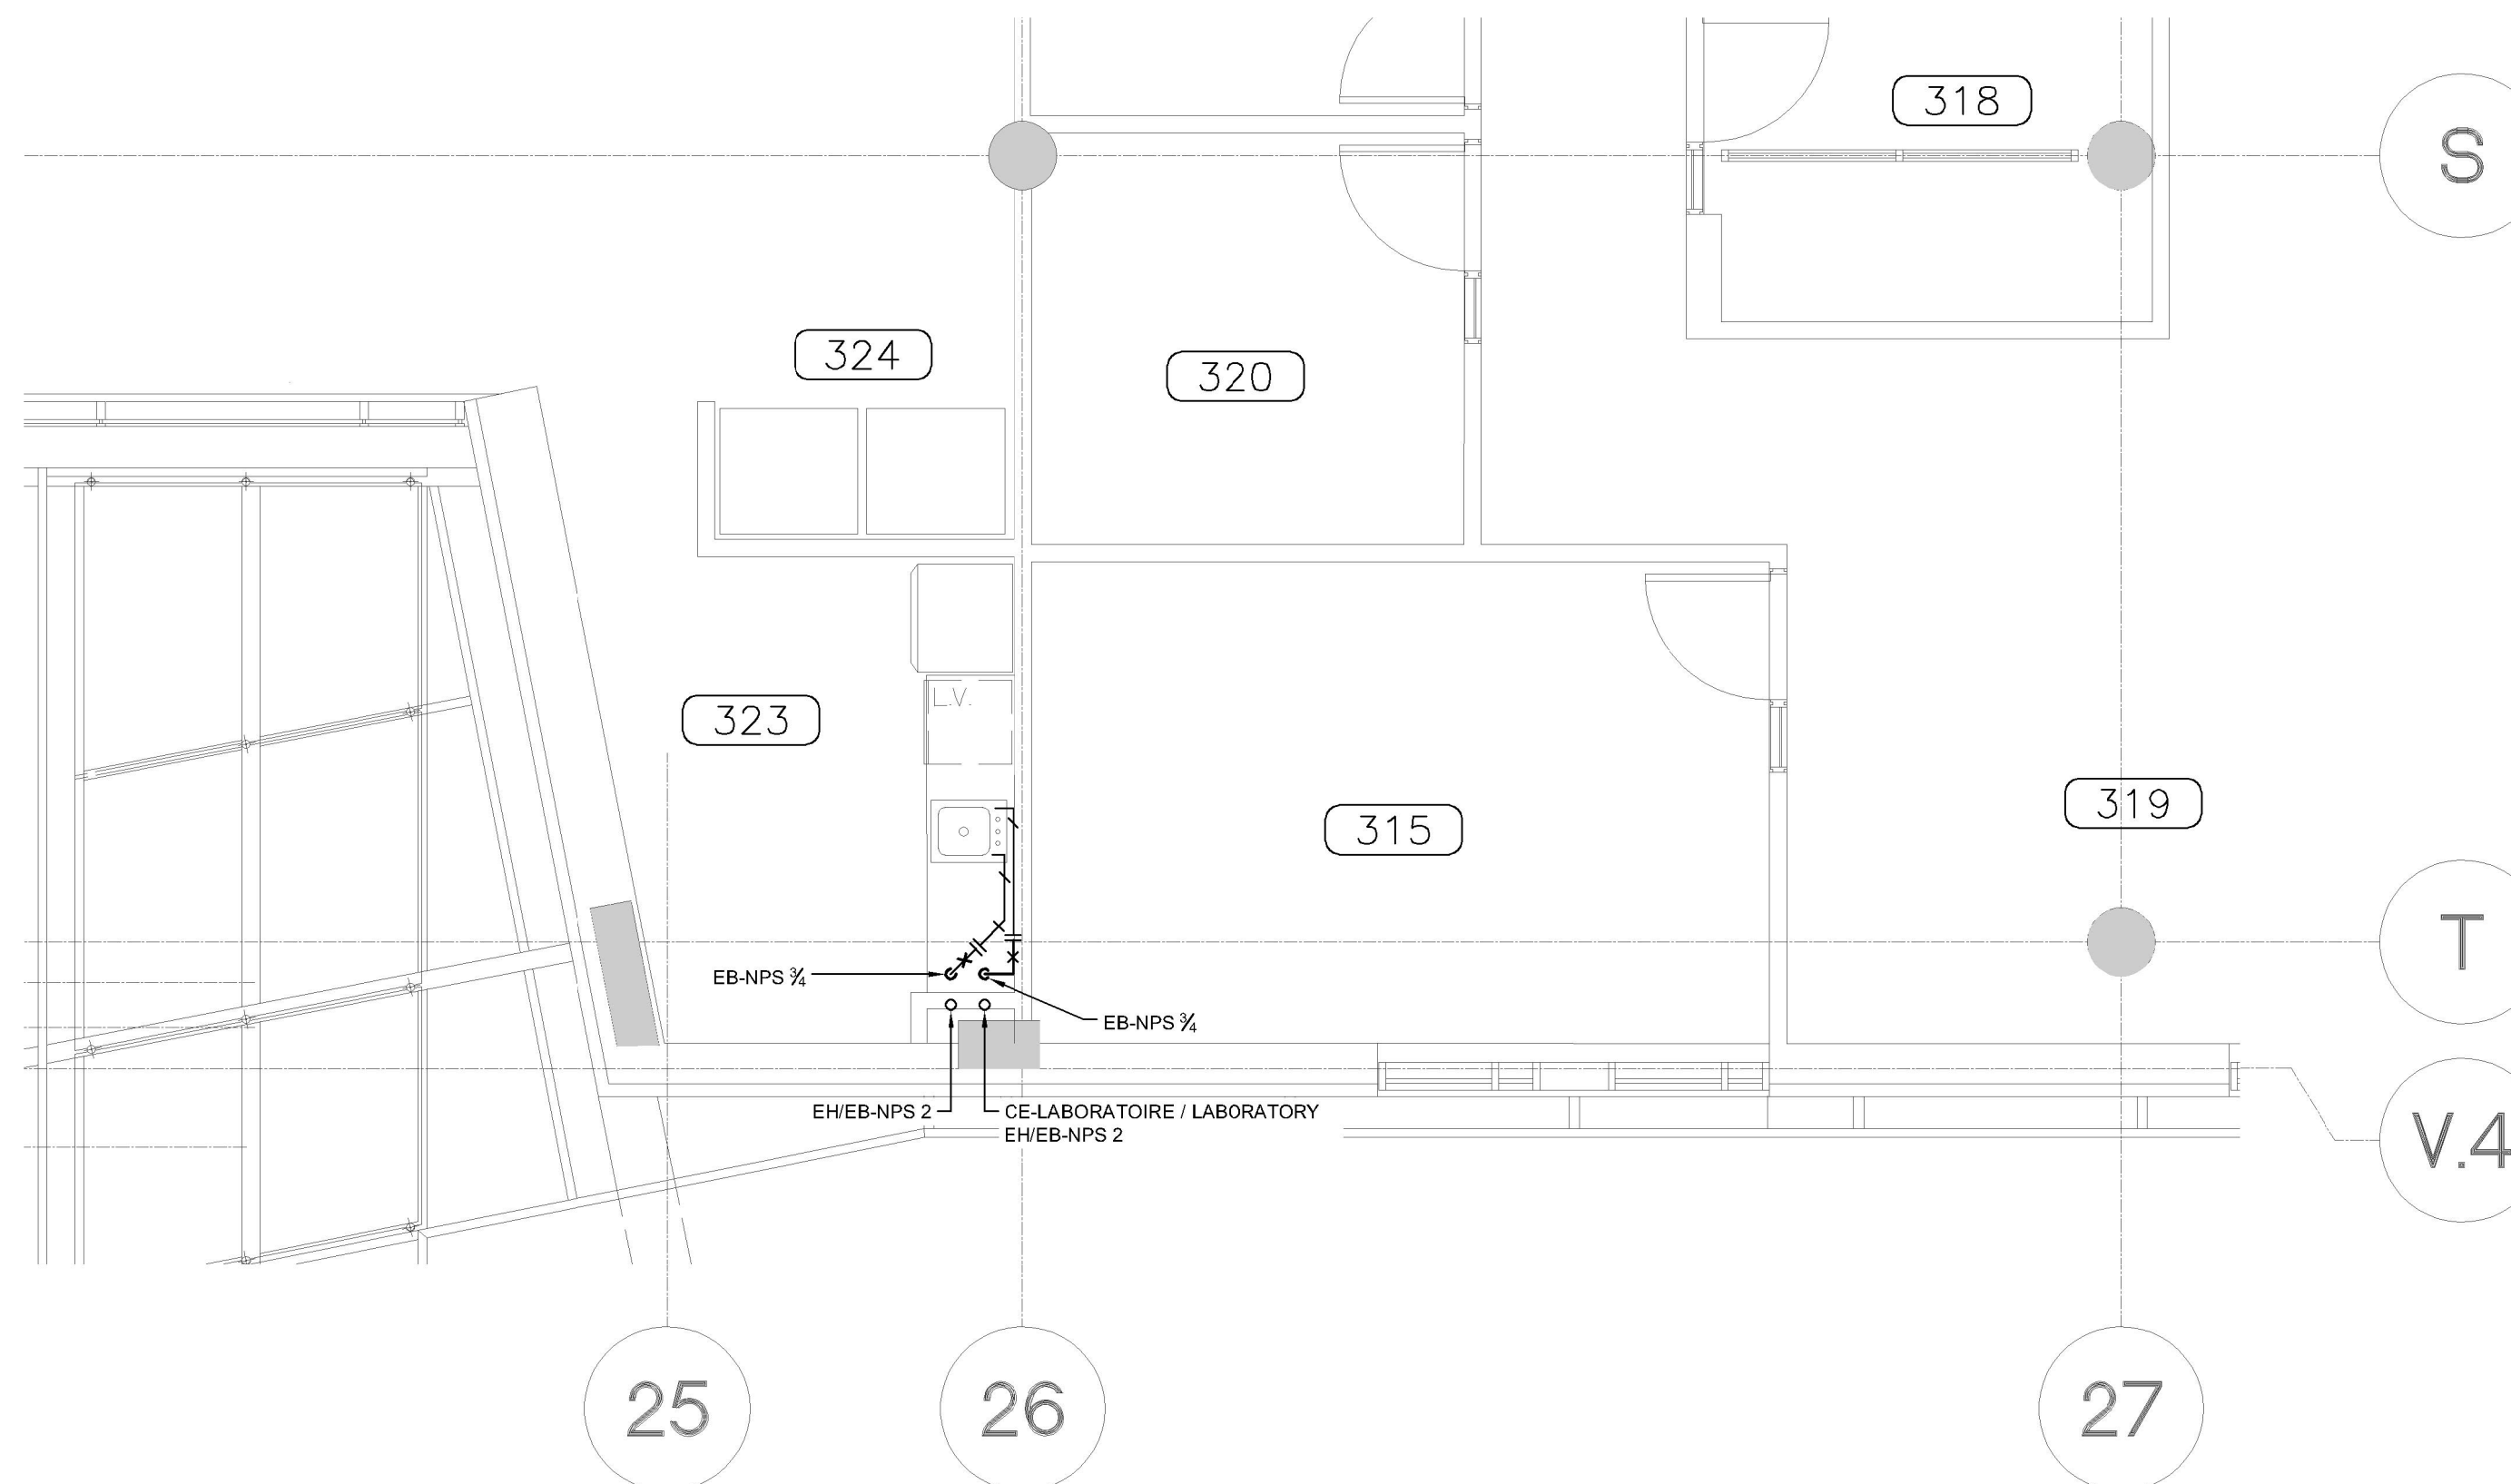 318
S
324
320
L.V.
323
319
315
T
EB-NPS ¾
EB-NPS ¾
EH/EB-NPS 2
CE-LABORATOIRE / LABORATORY
EH/EB-NPS 2
V.4
25
26
27